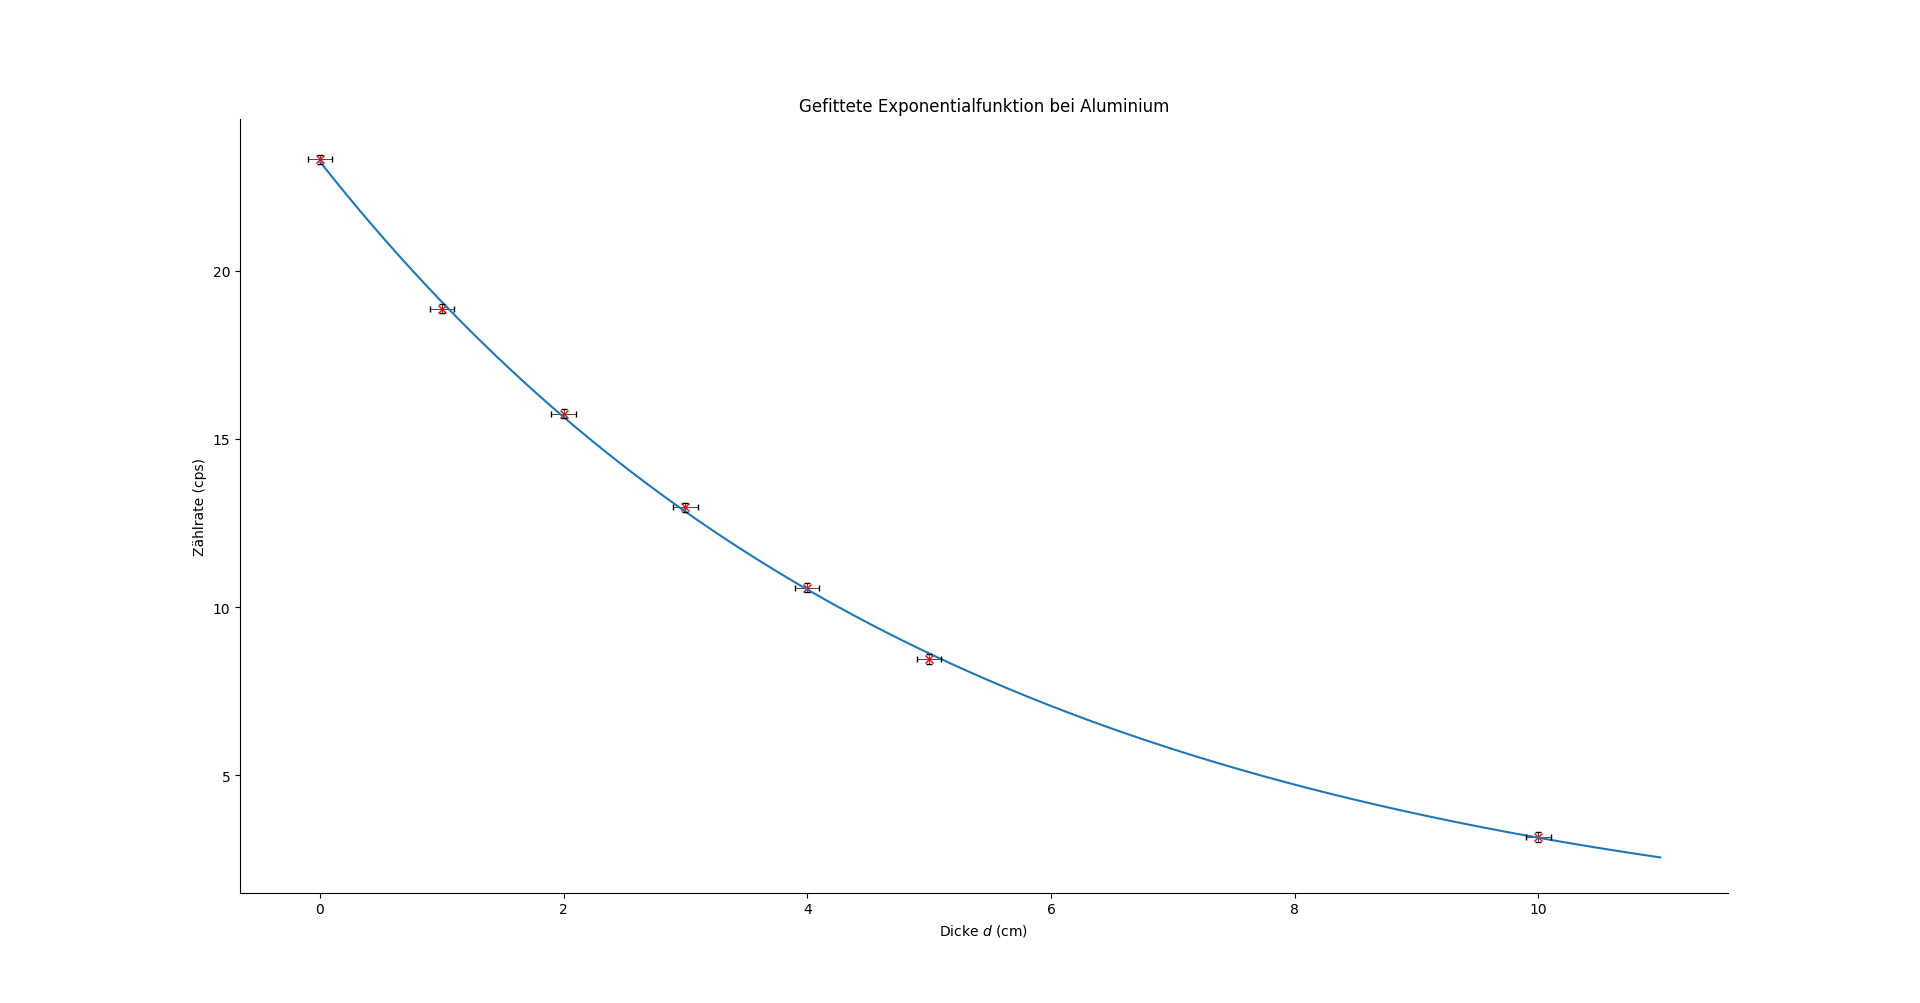 Gefittete Exponentialfunktion bei Aluminium
20
15
10
5
Zählrate (cps)
0 2 4 6 8 10
Dicke d (cm)